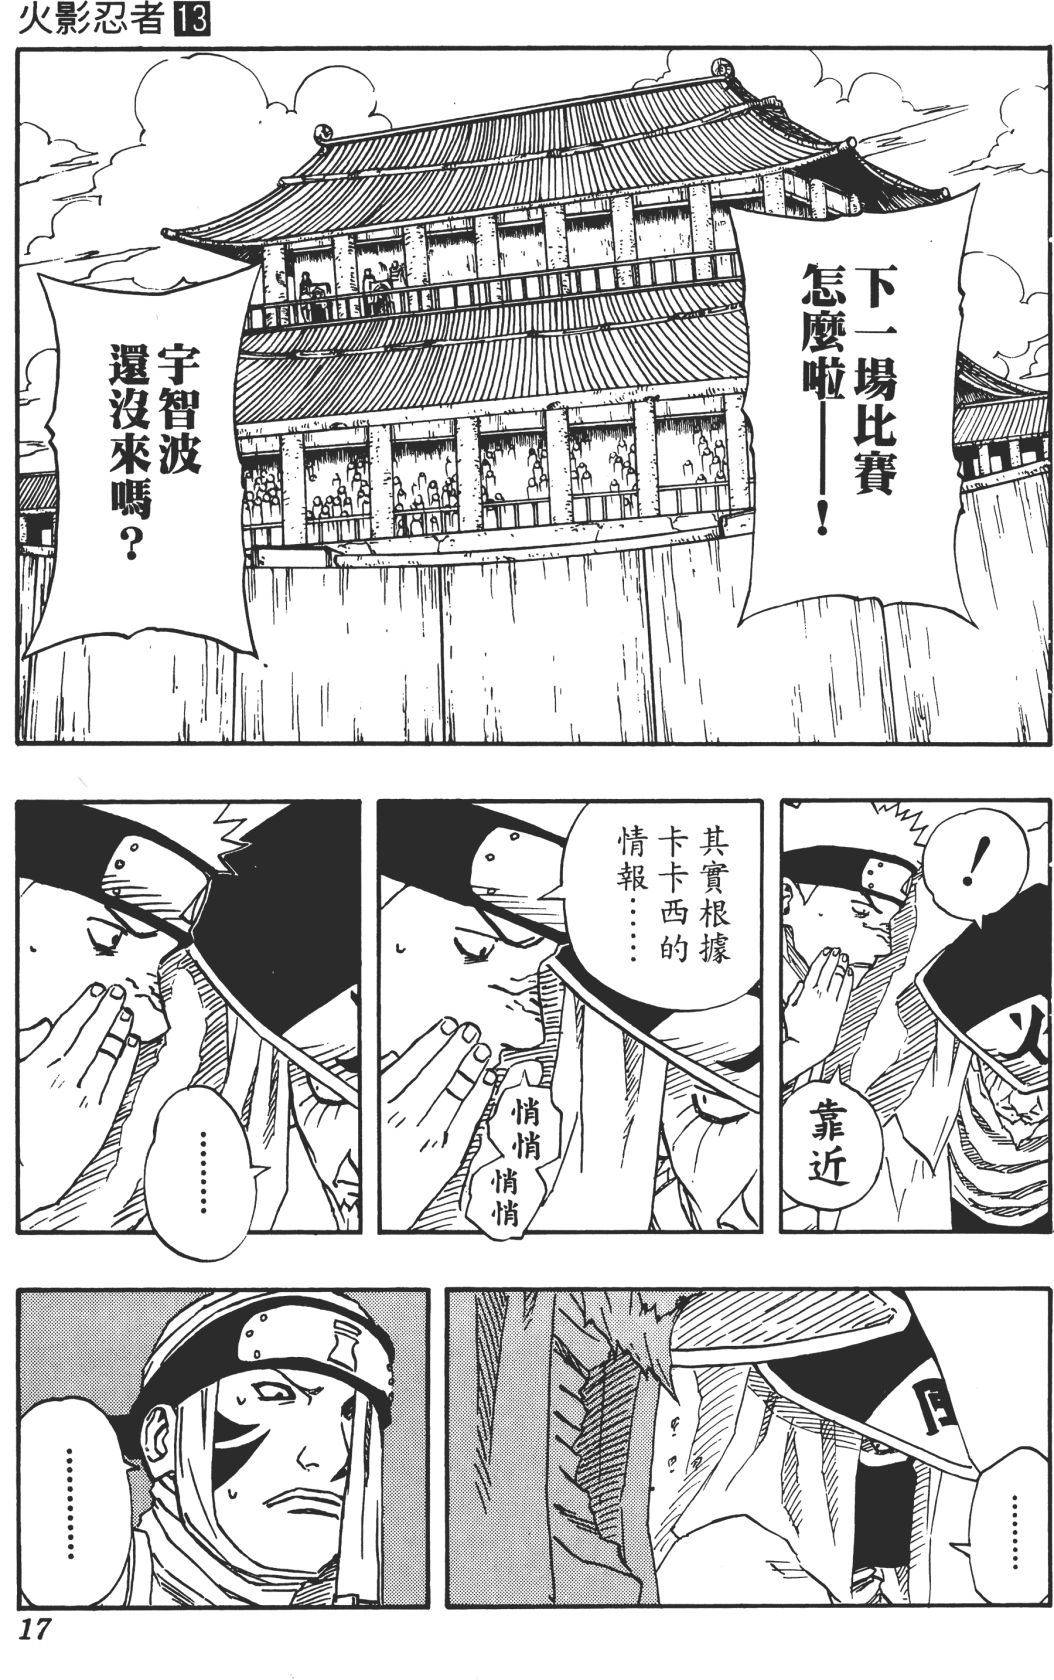 火影忍者 13
下一場比賽
怎麼啦——！
宇智波
還沒來嗎？
！
靠近
其實根據
卡卡西的
情報………
悄悄
悄悄
………
火
………
…………
17